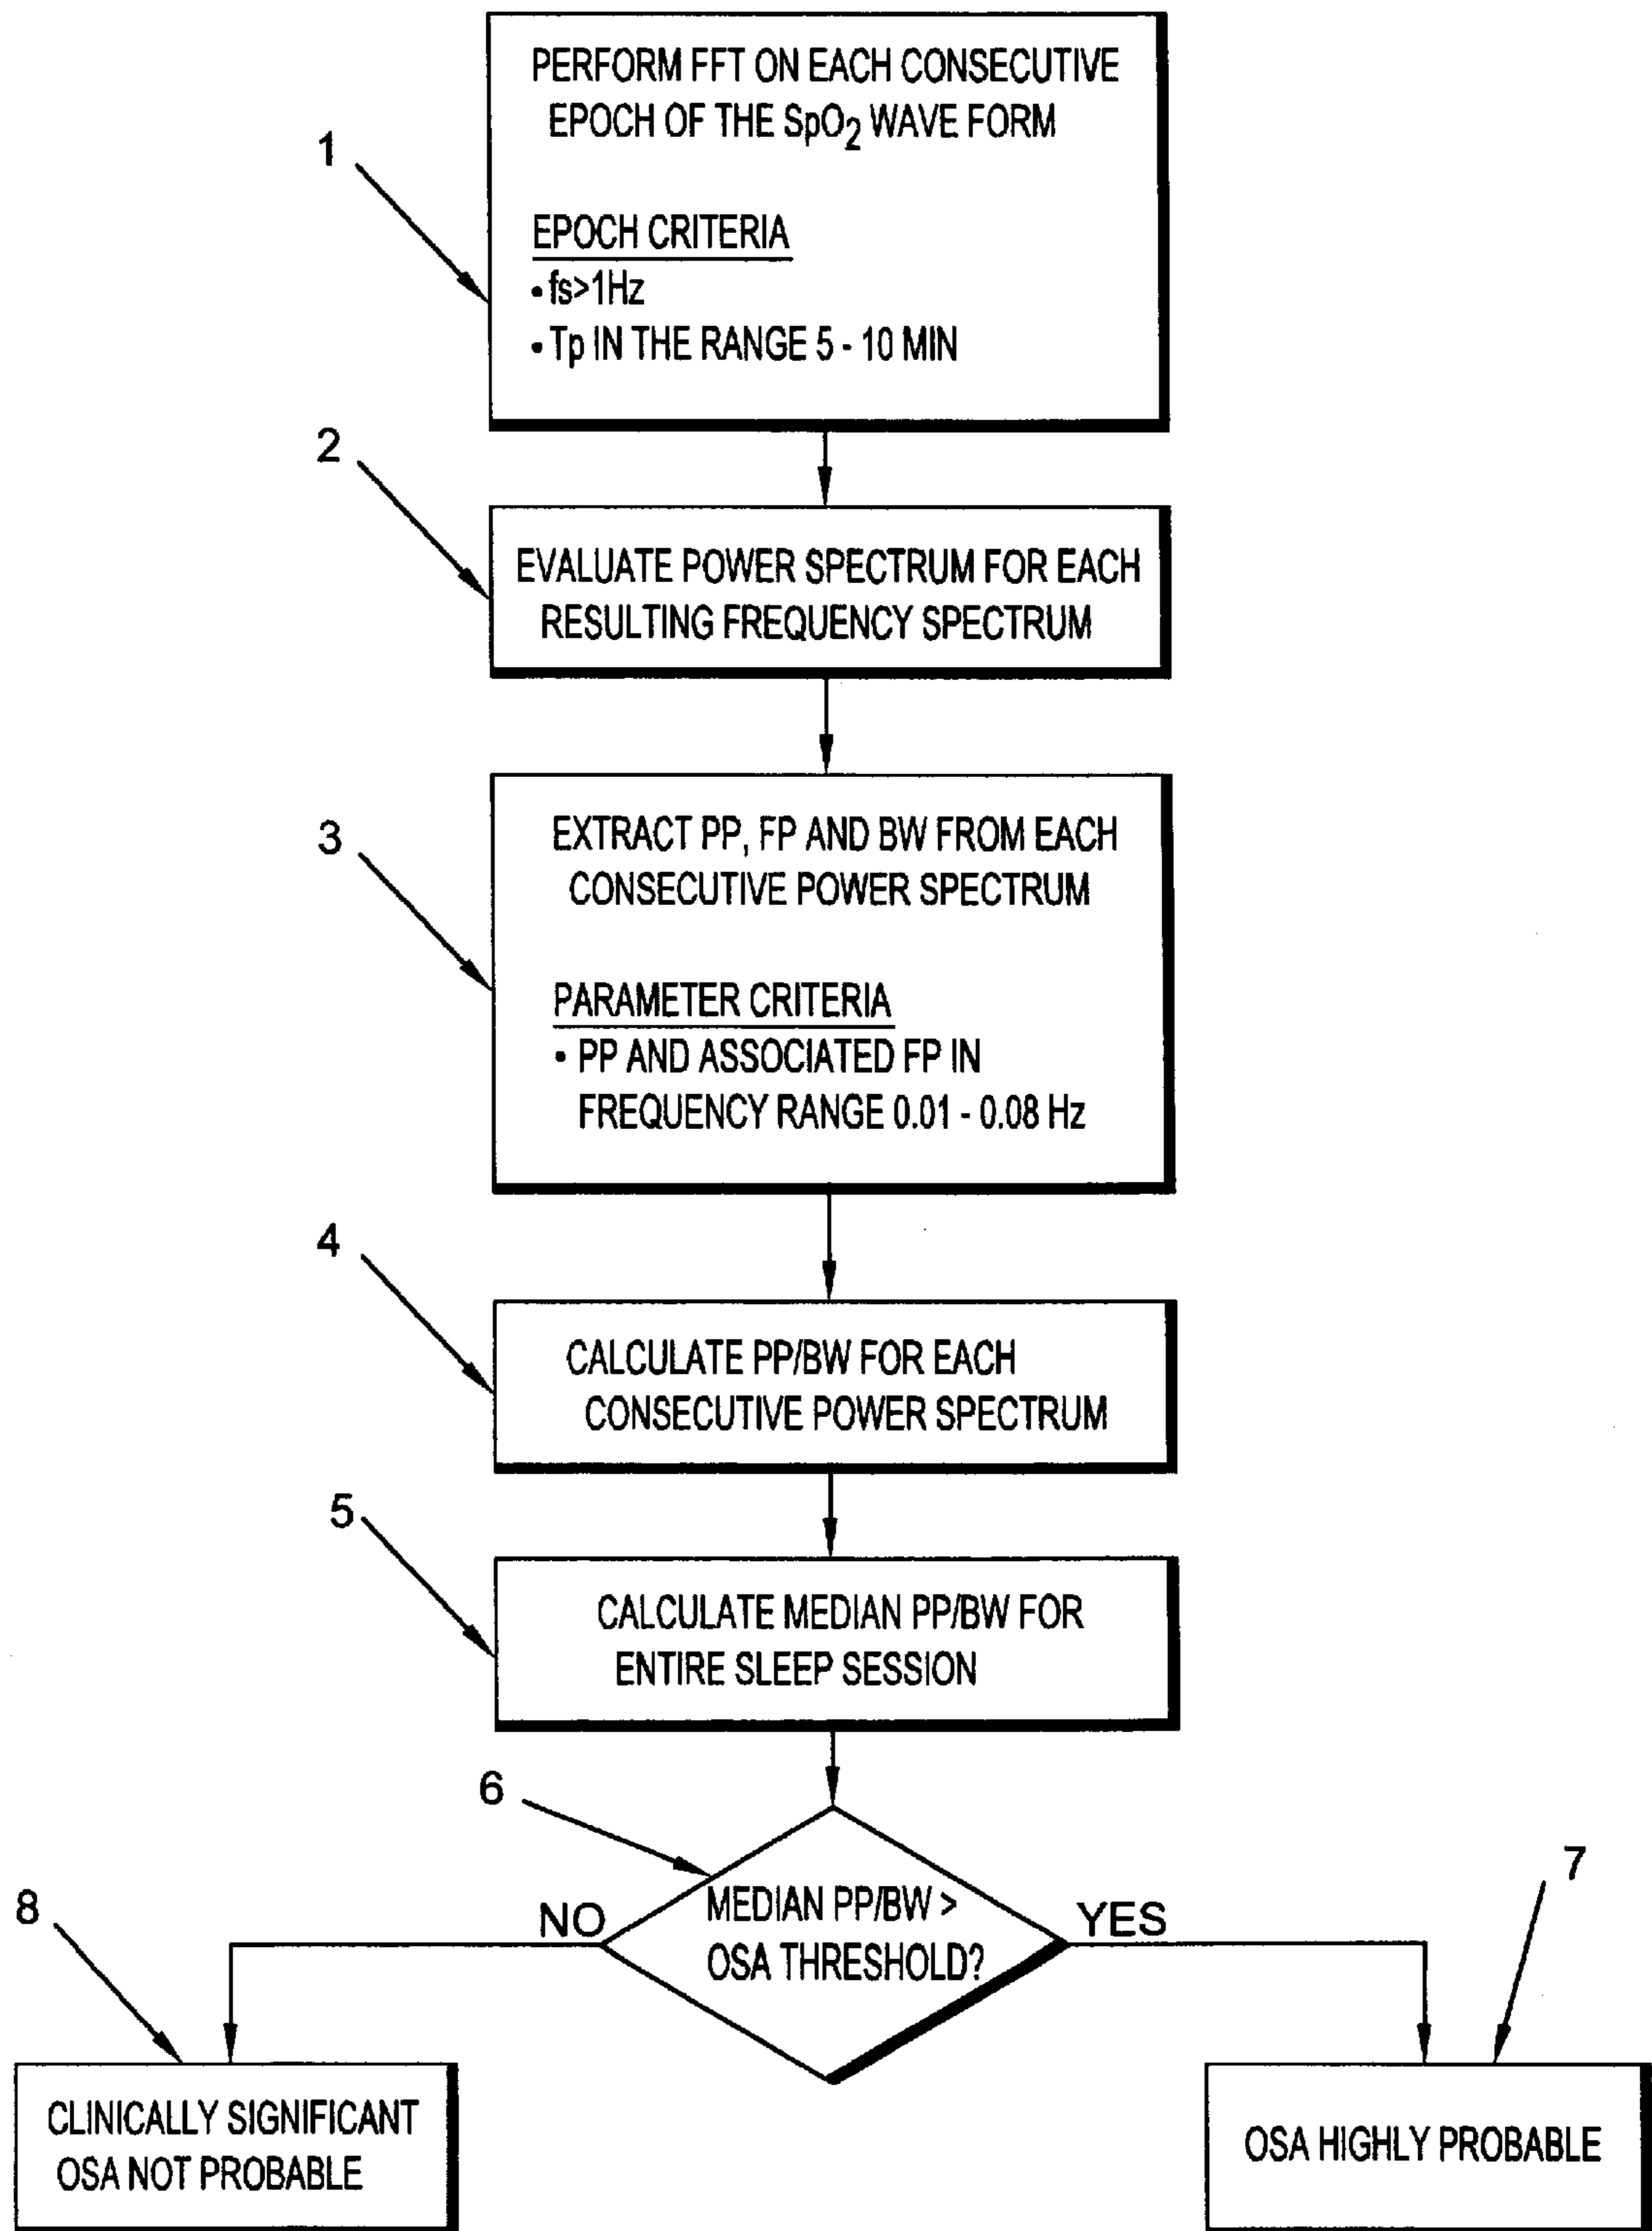 1
PERFORM FFT ON EACH CONSECUTIVE
EPOCH OF THE SpO₂ WAVE FORM
EPOCH CRITERIA
• fs>1Hz
• Tp IN THE RANGE 5 - 10 MIN
2
EVALUATE POWER SPECTRUM FOR EACH
RESULTING FREQUENCY SPECTRUM
3
EXTRACT PP, FP AND BW FROM EACH
CONSECUTIVE POWER SPECTRUM
PARAMETER CRITERIA
• PP AND ASSOCIATED FP IN
FREQUENCY RANGE 0.01 - 0.08 Hz
4
CALCULATE PP/BW FOR EACH
CONSECUTIVE POWER SPECTRUM
5
CALCULATE MEDIAN PP/BW FOR
ENTIRE SLEEP SESSION
6
MEDIAN PP/BW >
OSA THRESHOLD?
NO
YES
8
CLINICALLY SIGNIFICANT
OSA NOT PROBABLE
7
OSA HIGHLY PROBABLE